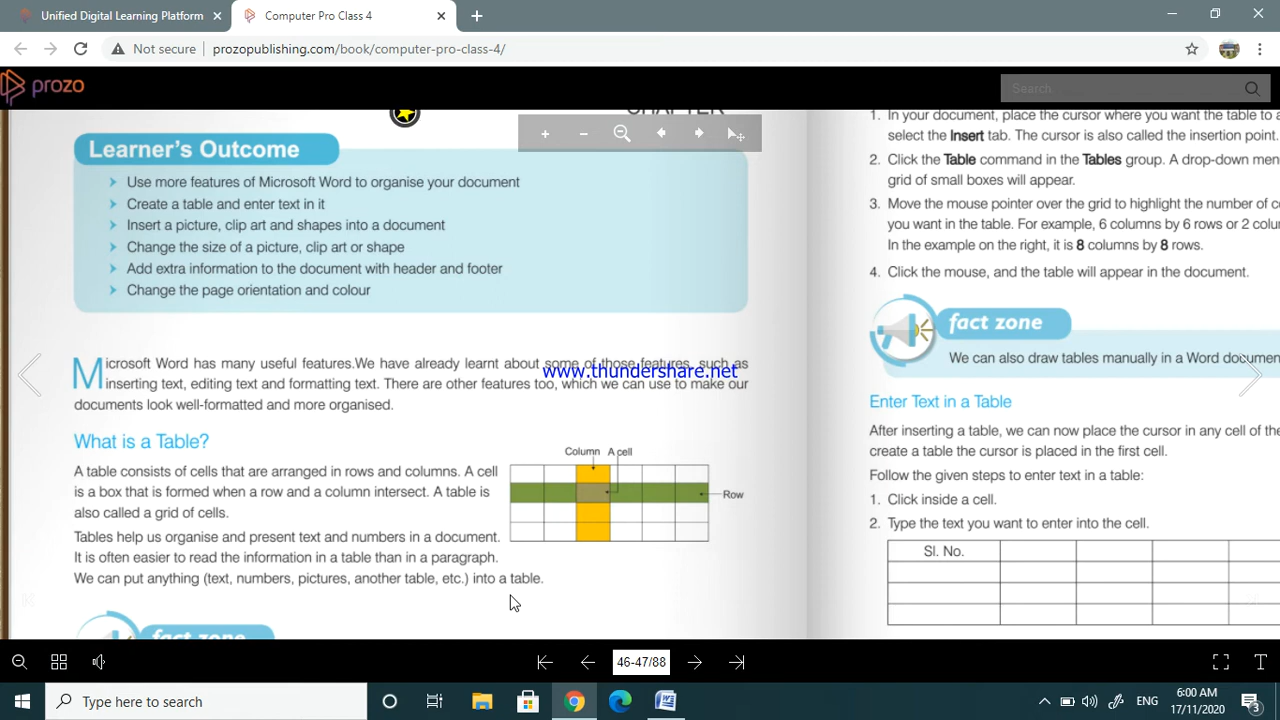 Unified Digital Learning Platform
Computer Pro Class 4
Not secure
prozopublishing.com/book/computer-pro-class-4/
prozo
Search
CHAPTER
Learner's Outcome
Use more features of Microsoft Word to organise your document
Create a table and enter text in it
Insert a picture, clip art and shapes into a document
Change the size of a picture, clip art or shape
Add extra information to the document with header and footer
Change the page orientation and colour
Microsoft Word has many useful features.We have already learnt about some of those features, such as
inserting text, editing text and formatting text. There are other features too, which we can use to make our
documents look well-formatted and more organised.
www.thundershare.net
What is a Table?
A table consists of cells that are arranged in rows and columns. A cell
is a box that is formed when a row and a column intersect. A table is
also called a grid of cells.
Column A cell
Row
Tables help us organise and present text and numbers in a document.
It is often easier to read the information in a table than in a paragraph.
We can put anything (text, numbers, pictures, another table, etc.) into a table.
fact zone
1. In your document, place the cursor where you want the table to a
select the Insert tab. The cursor is also called the insertion point.
2. Click the Table command in the Tables group. A drop-down men
grid of small boxes will appear.
3. Move the mouse pointer over the grid to highlight the number of c
you want in the table. For example, 6 columns by 6 rows or 2 colu
In the example on the right, it is 8 columns by 8 rows.
4. Click the mouse, and the table will appear in the document.
fact zone
We can also draw tables manually in a Word documen
Enter Text in a Table
After inserting a table, we can now place the cursor in any cell of the
create a table the cursor is placed in the first cell.
Follow the given steps to enter text in a table:
1. Click inside a cell.
2. Type the text you want to enter into the cell.
Sl. No.
46-47/88
Type here to search
ENG
6:00 AM
17/11/2020
3